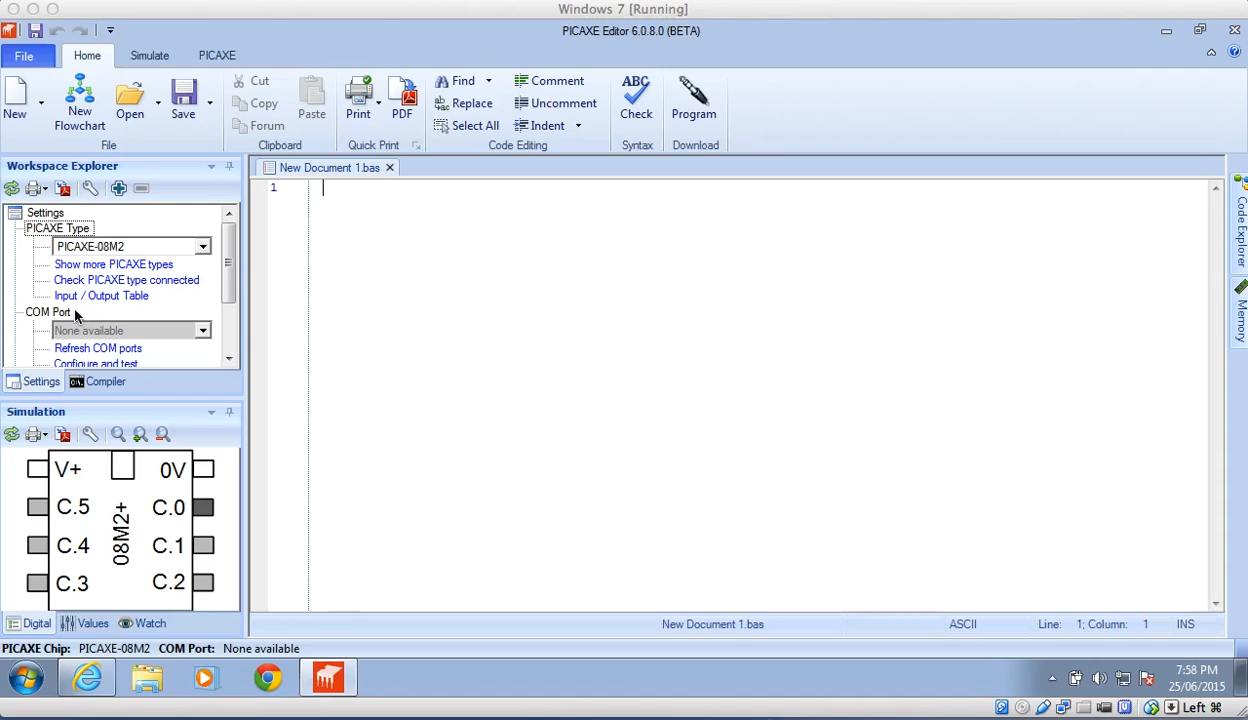 Windows 7 [Running]
PICAXE Editor 6.0.8.0 (BETA)
File Home Simulate PICAXE
New
New Flowchart
Open
Save
File
Cut
Copy
Forum
Paste
Clipboard
Print
PDF
Quick Print
Find
Replace
Select All
Comment
Uncomment
Indent
Code Editing
ABC
Check
Syntax
Program
Download
Workspace Explorer
Settings
PICAXE Type
PICAXE-08M2
Show more PICAXE types
Check PICAXE type connected
Input / Output Table
COM Port
None available
Refresh COM ports
Configure and test
Settings Compiler
Simulation
V+ 0V
C.5 C.0
C.4 C.1
C.3 C.2
08M2+
Digital Values Watch
New Document 1.bas
1
Code Explorer
Memory
New Document 1.bas ASCII Line: 1; Column: 1 INS
PICAXE Chip: PICAXE-08M2 COM Port: None available
7:58 PM
25/06/2015
Left ⌘